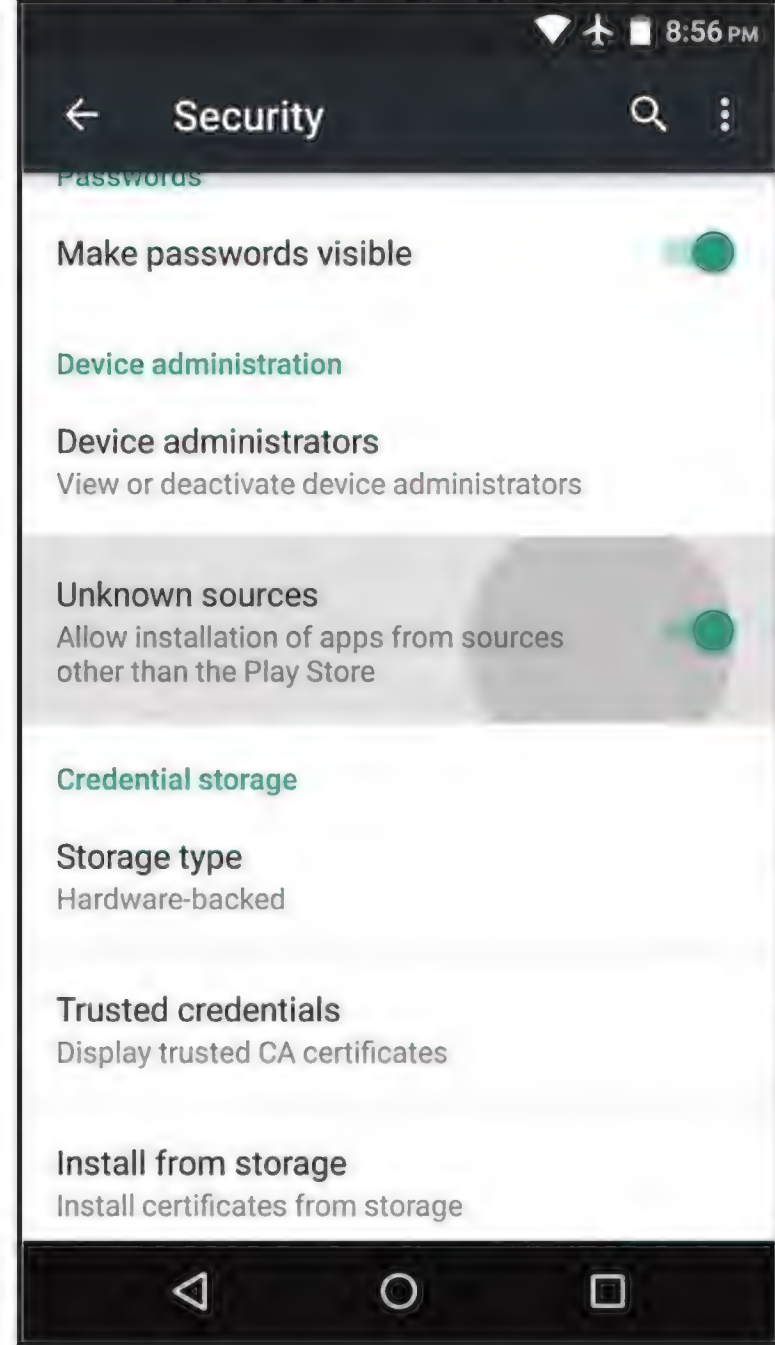 8:56 PM
Security
Passwords
Make passwords visible
Device administration
Device administrators
View or deactivate device administrators
Unknown sources
Allow installation of apps from sources
other than the Play Store
Credential storage
Storage type
Hardware-backed
Trusted credentials
Display trusted CA certificates
Install from storage
Install certificates from storage